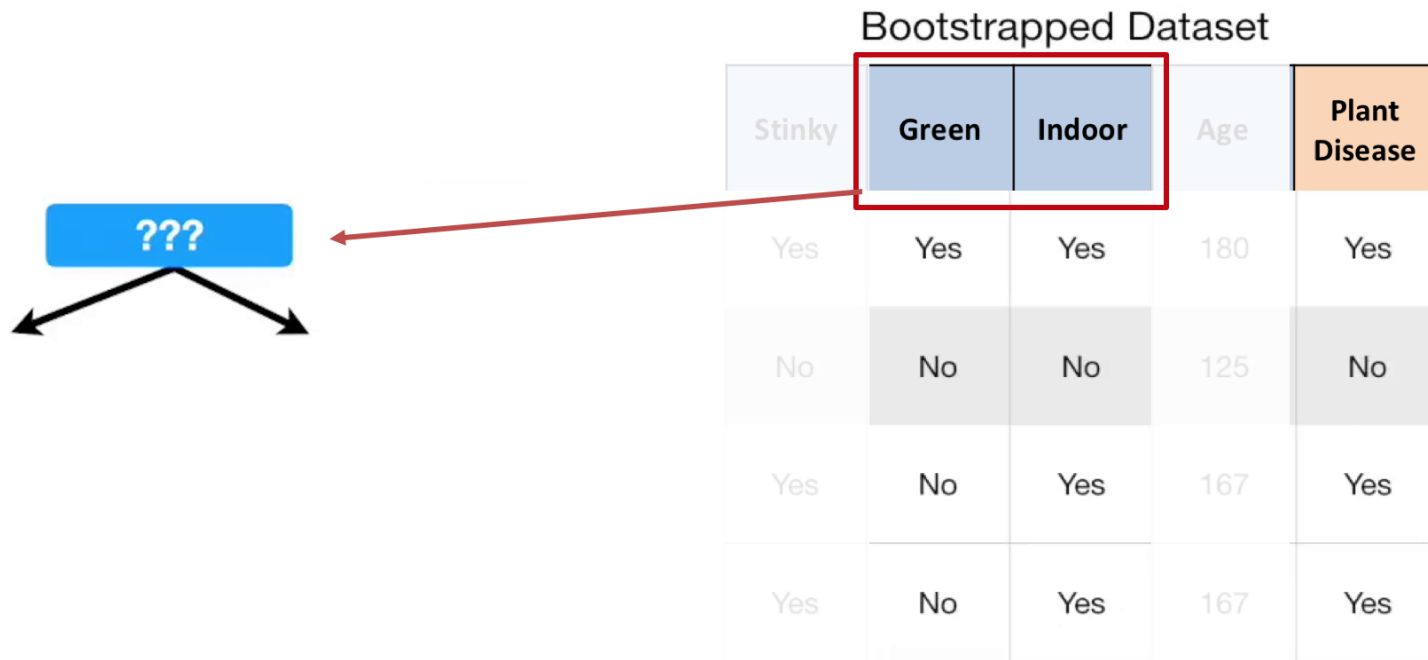 Bootstrapped Dataset
Stinky Green Indoor Age Plant
Disease
???
Yes Yes Yes 180 Yes
No No No 125 No
Yes No Yes 167 Yes
Yes No Yes 167 Yes